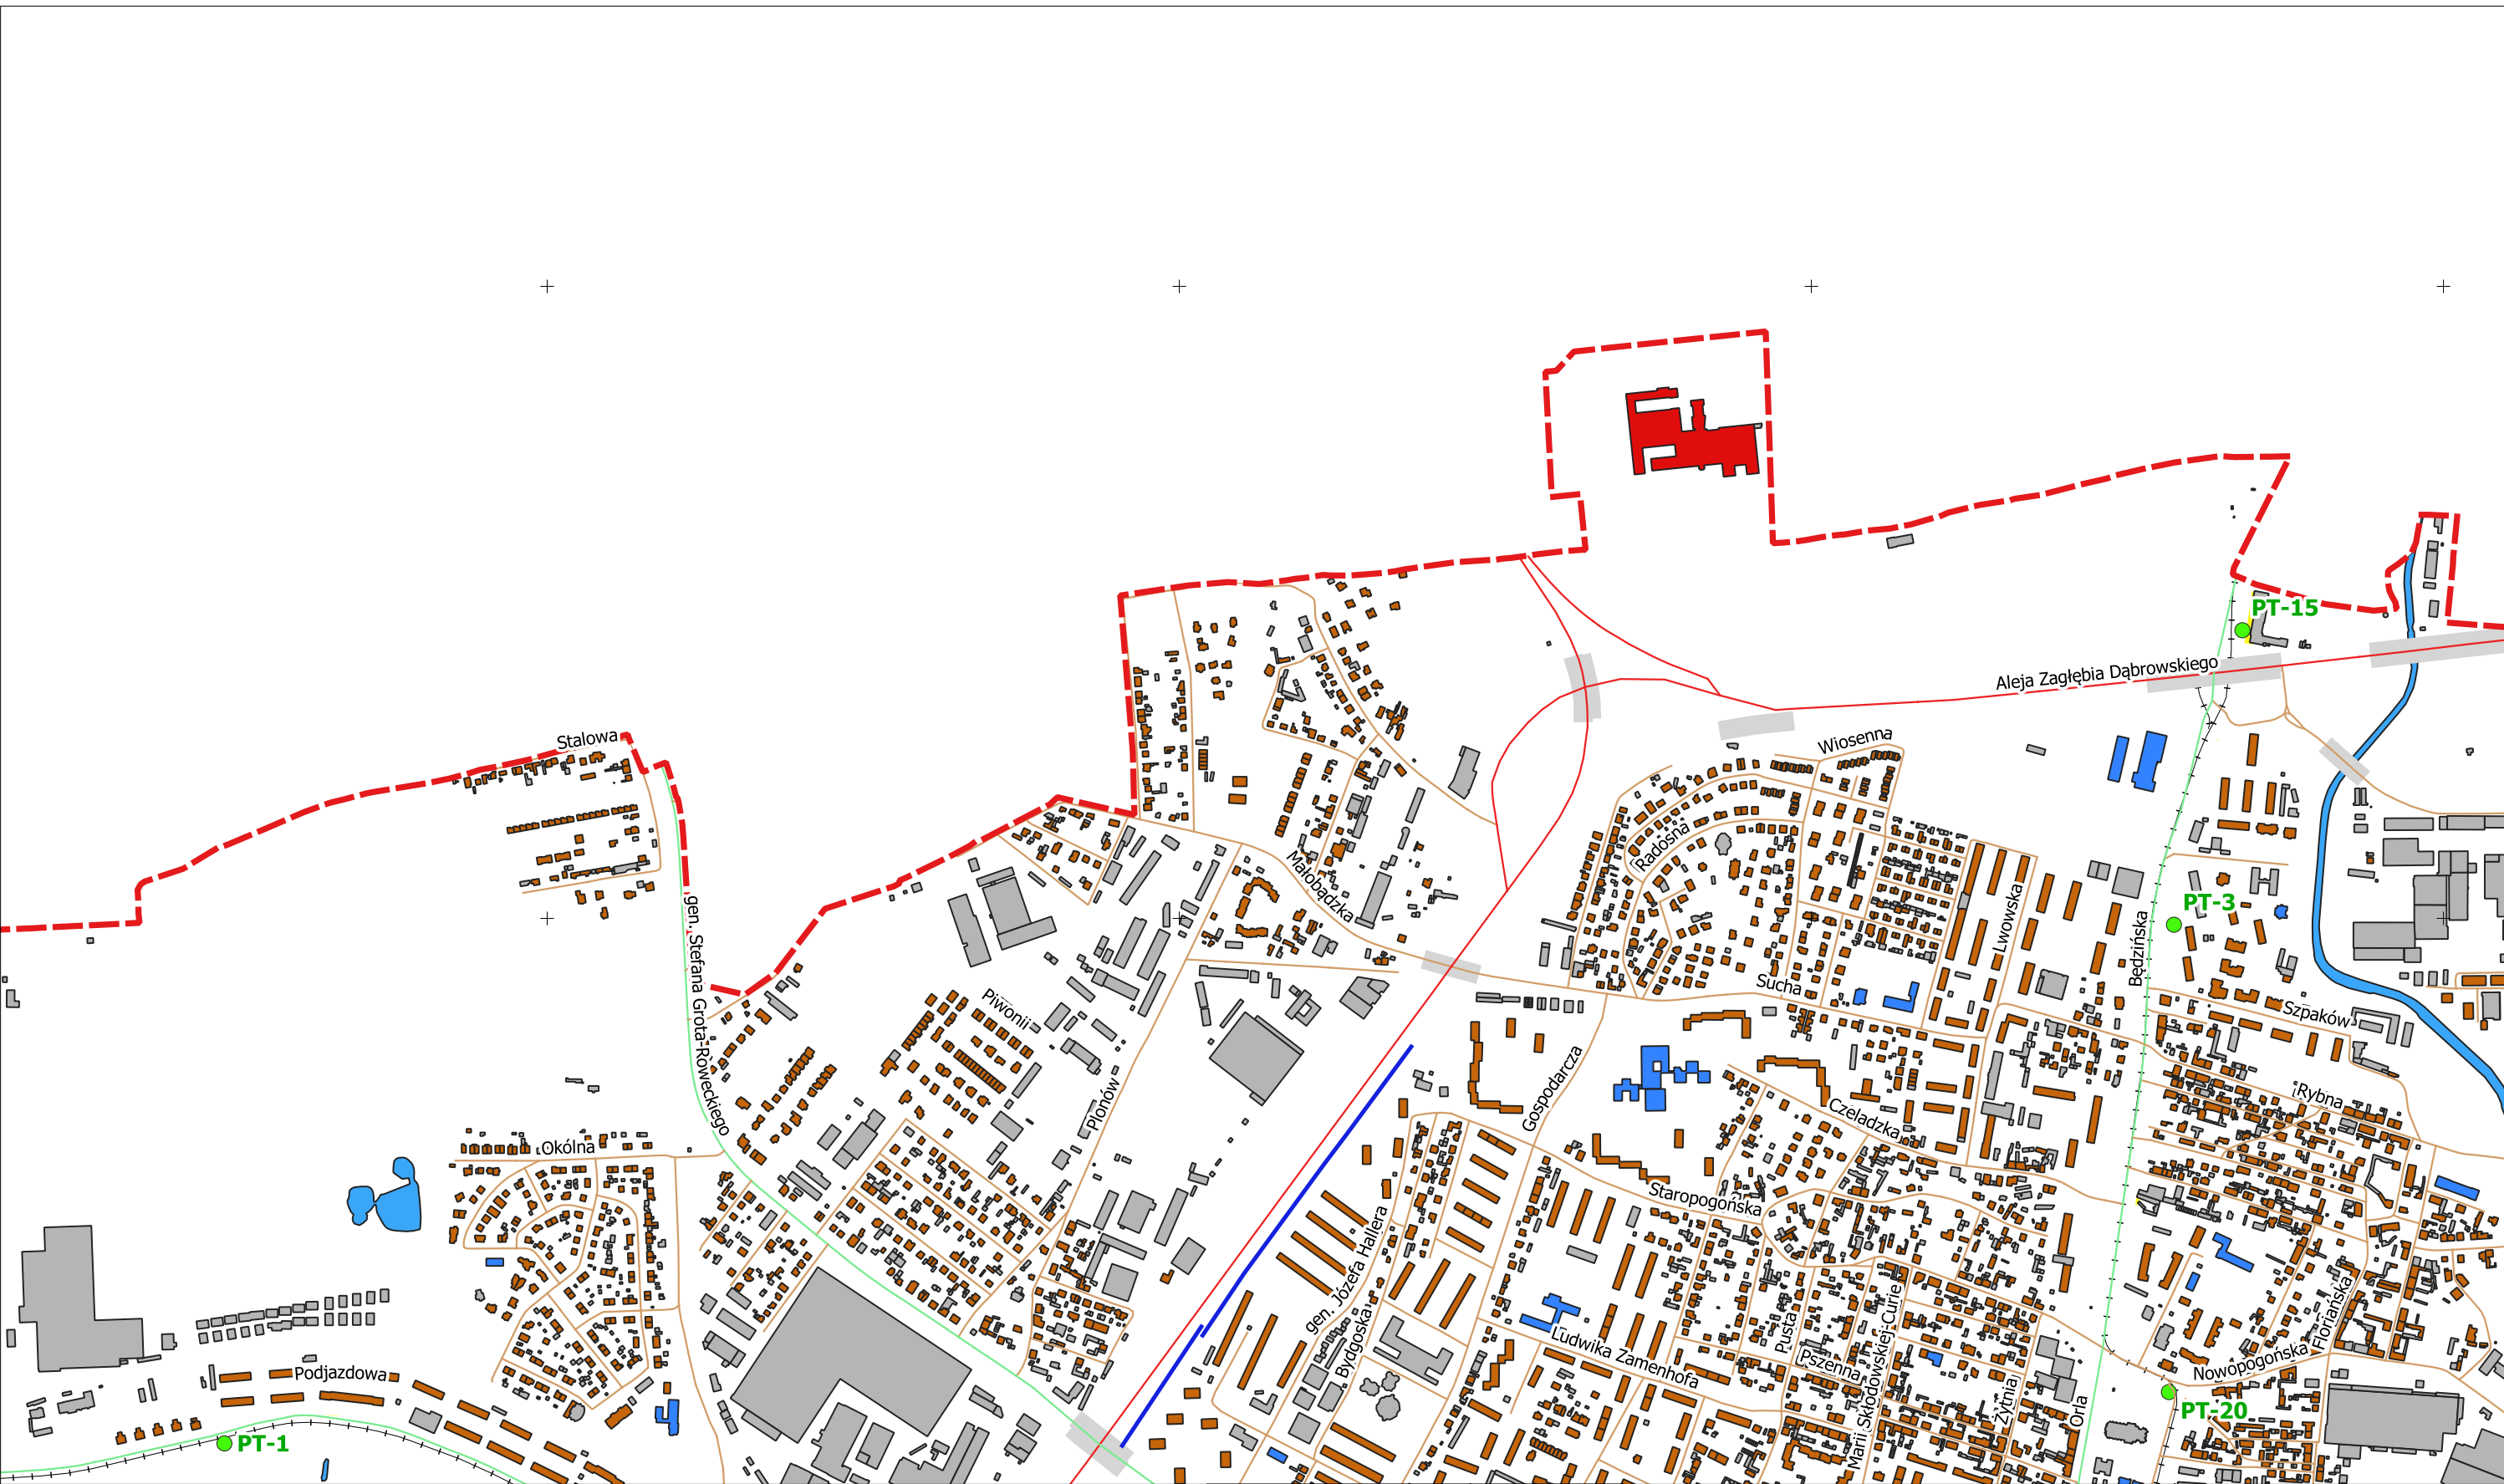 PT-15
Aleja Zagłębia Dąbrowskiego
Stalowa
Wiosenna
Radosna
Małobądzka
PT-3
Lwowska
Będzińska
gen. Stefana Grota-Roweckiego
Sucha
Piwonii
Szpaków
Gospodarcza
Plonów
Rybna
Czeladzka
Okólna
Staropogońska
gen. Józefa Hallera
Floriańska
Bydgoska
Pusta
Marii Skłodowskiej-Curie
Ludwika Zamenhofa
Pszenna
Nowopogońska
Podjazdowa
Żytnia
Orla
PT-20
PT-1